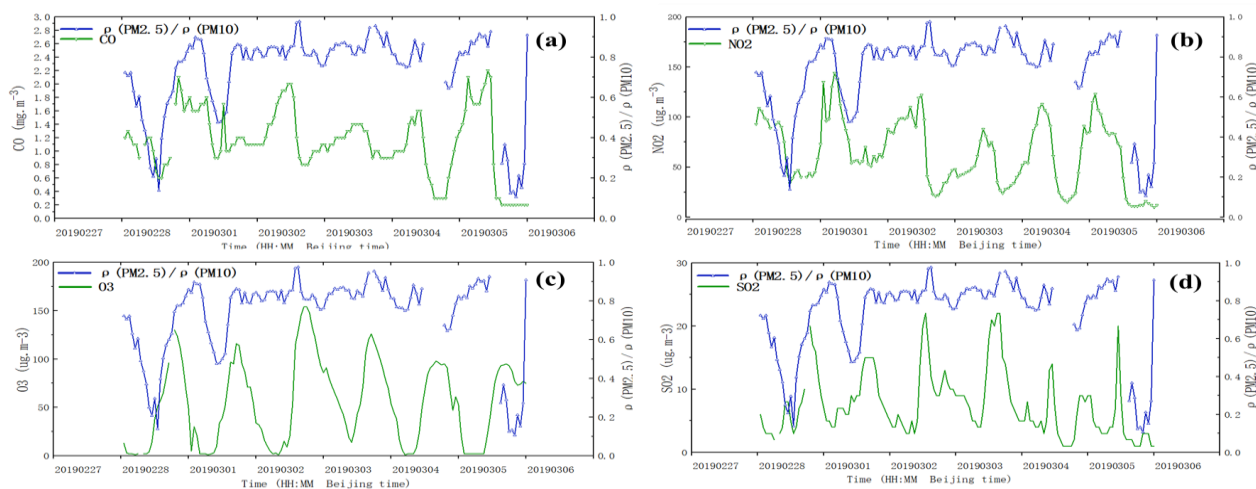 ρ (PM2.5)/ρ (PM10)
CO
(a)
CO (mg.m⁻³)
3.0
2.8
2.6
2.4
2.2
2.0
1.8
1.6
1.4
1.2
1.0
0.8
0.6
0.4
0.2
0.0
1.0
0.8
0.6
0.4
0.2
0.0
ρ (PM2.5)/ρ (PM10)
20190227 20190228 20190301 20190302 20190303 20190304 20190305 20190306
Time (HH:MM Beijing time)
ρ (PM2.5)/ρ (PM10)
NO2
(b)
NO2 (ug.m⁻³)
200
150
100
50
0
1.0
0.8
0.6
0.4
0.2
0.0
ρ (PM2.5)/ρ (PM10)
20190227 20190228 20190301 20190302 20190303 20190304 20190305 20190306
Time (HH:MM Beijing time)
ρ (PM2.5)/ρ (PM10)
O3
(c)
O3 (ug.m-3)
200
150
100
50
0
1.0
0.8
0.6
0.4
0.2
0.0
ρ (PM2.5)/ρ (PM10)
20190227 20190228 20190301 20190302 20190303 20190304 20190305 20190306
Time (HH:MM Beijing time)
ρ (PM2.5)/ρ (PM10)
SO2
(d)
SO2 (ug.m-3)
30
20
10
0
1.0
0.8
0.6
0.4
0.2
0.0
ρ (PM2.5)/ρ (PM10)
20190227 20190228 20190301 20190302 20190303 20190304 20190305 20190306
Time (HH:MM Beijing time)